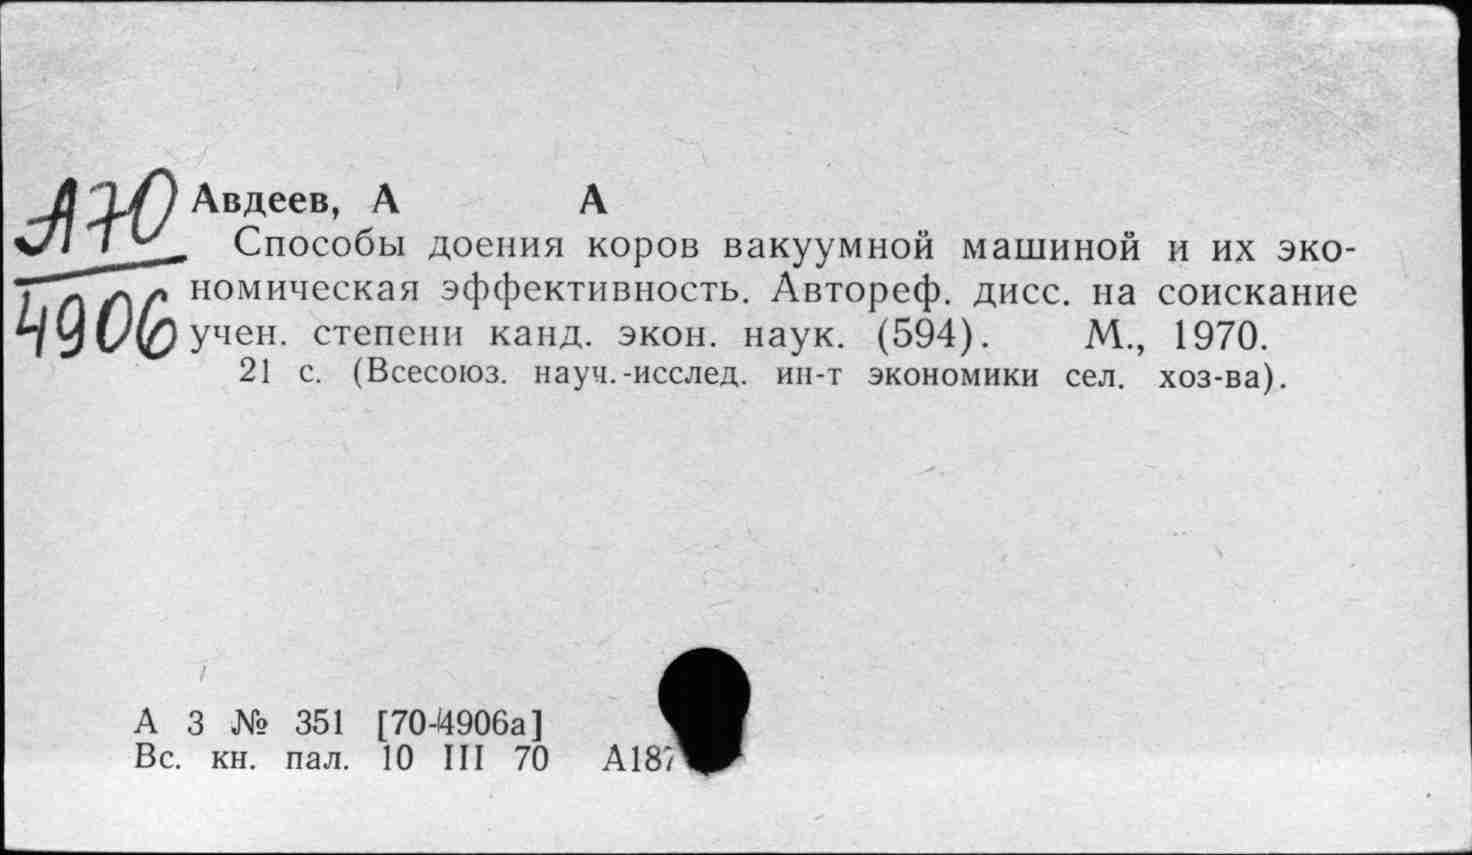 А70
4906
Авдеев, А А
Способы доения коров вакуумной машиной и их эко-
номическая эффективность. Автореф. дисс. на соискание
учен. степени канд. экон. наук. (594). М., 1970.
21 с. (Всесоюз. науч.-исслед. ин-т экономики сел. хоз-ва).
А 3 № 351 [70-4906а]
Вс. кн. пал. 10 III 70